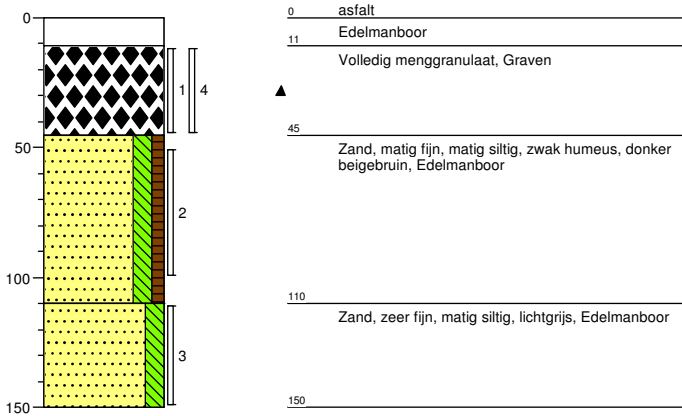 0
50
100
150
1
4
2
3
0 asfalt
Edelmanboor
11
Volledig menggranulaat, Graven
45
Zand, matig fijn, matig siltig, zwak humeus, donker
beigebruin, Edelmanboor
110
Zand, zeer fijn, matig siltig, lichtgrijs, Edelmanboor
150